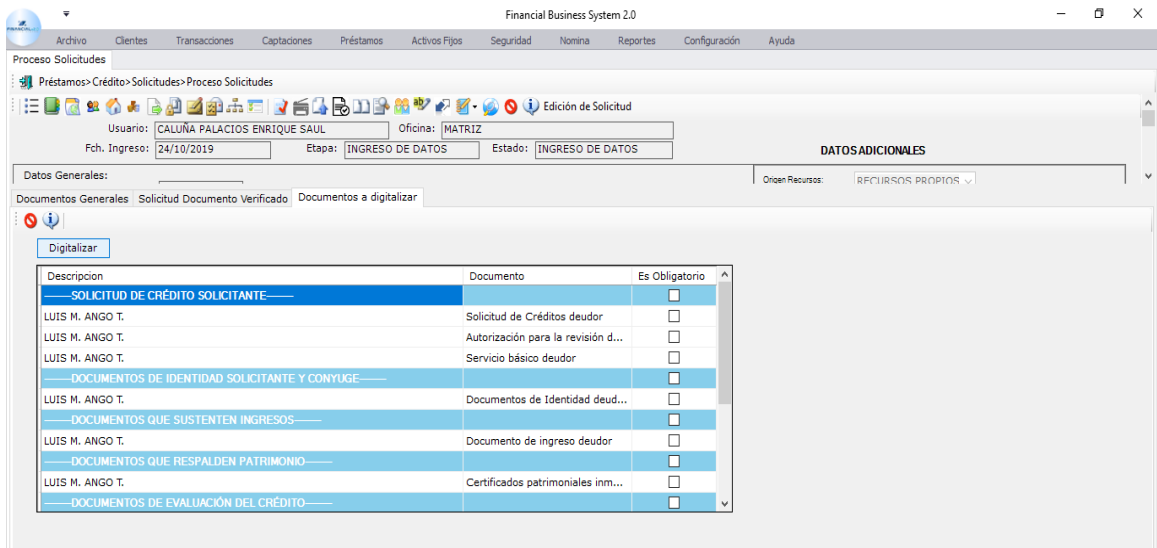 Financial Business System 2.0
FINANCIAL
Archivo Clientes Transacciones Captaciones Préstamos Activos Fijos Seguridad Nomina Reportes Configuración Ayuda
Proceso Solicitudes
Préstamos>Crédito>Solicitudes>Proceso Solicitudes
Edición de Solicitud
Usuario: CALUÑA PALACIOS ENRIQUE SAUL Oficina: MATRIZ
Fch. Ingreso: 24/10/2019 Etapa: INGRESO DE DATOS Estado: INGRESO DE DATOS DATOS ADICIONALES
Datos Generales: Origen Recursos: RECURSOS PROPIOS
Documentos Generales Solicitud Documento Verificado Documentos a digitalizar
Digitalizar
Descripcion Documento Es Obligatorio
--------SOLICITUD DE CRÉDITO SOLICITANTE--------
LUIS M. ANGO T. Solicitud de Créditos deudor
LUIS M. ANGO T. Autorización para la revisión d...
LUIS M. ANGO T. Servicio básico deudor
--------DOCUMENTOS DE IDENTIDAD SOLICITANTE Y CONYUGE--------
LUIS M. ANGO T. Documentos de Identidad deud...
--------DOCUMENTOS QUE SUSTENTEN INGRESOS--------
LUIS M. ANGO T. Documento de ingreso deudor
--------DOCUMENTOS QUE RESPALDEN PATRIMONIO--------
LUIS M. ANGO T. Certificados patrimoniales inm...
--------DOCUMENTOS DE EVALUACIÓN DEL CRÉDITO--------